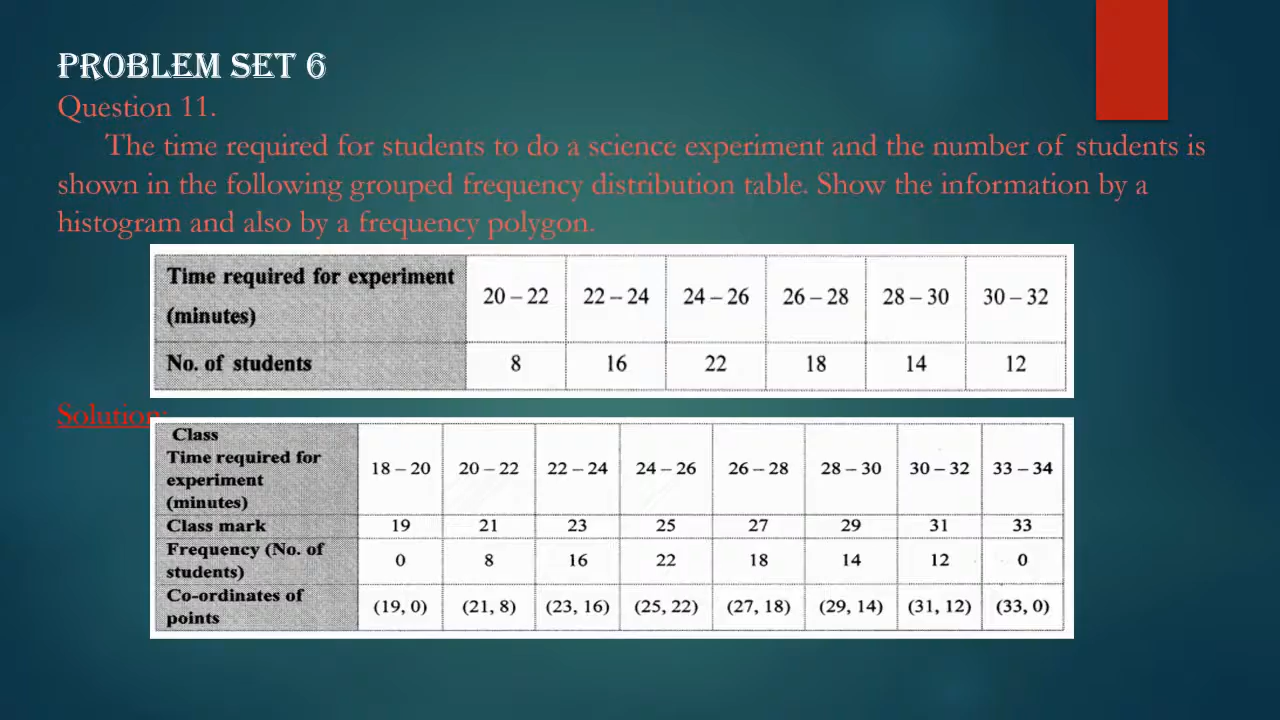 PROBLEM SET 6
Question 11.
The time required for students to do a science experiment and the number of students is
shown in the following grouped frequency distribution table. Show the information by a
histogram and also by a frequency polygon.
Time required for experiment (minutes) 20 – 22 22 – 24 24 – 26 26 – 28 28 – 30 30 – 32
No. of students 8 16 22 18 14 12
Solution:
Class Time required for experiment (minutes) 18 – 20 20 – 22 22 – 24 24 – 26 26 – 28 28 – 30 30 – 32 33 – 34
Class mark 19 21 23 25 27 29 31 33
Frequency (No. of students) 0 8 16 22 18 14 12 0
Co-ordinates of points (19, 0) (21, 8) (23, 16) (25, 22) (27, 18) (29, 14) (31, 12) (33, 0)